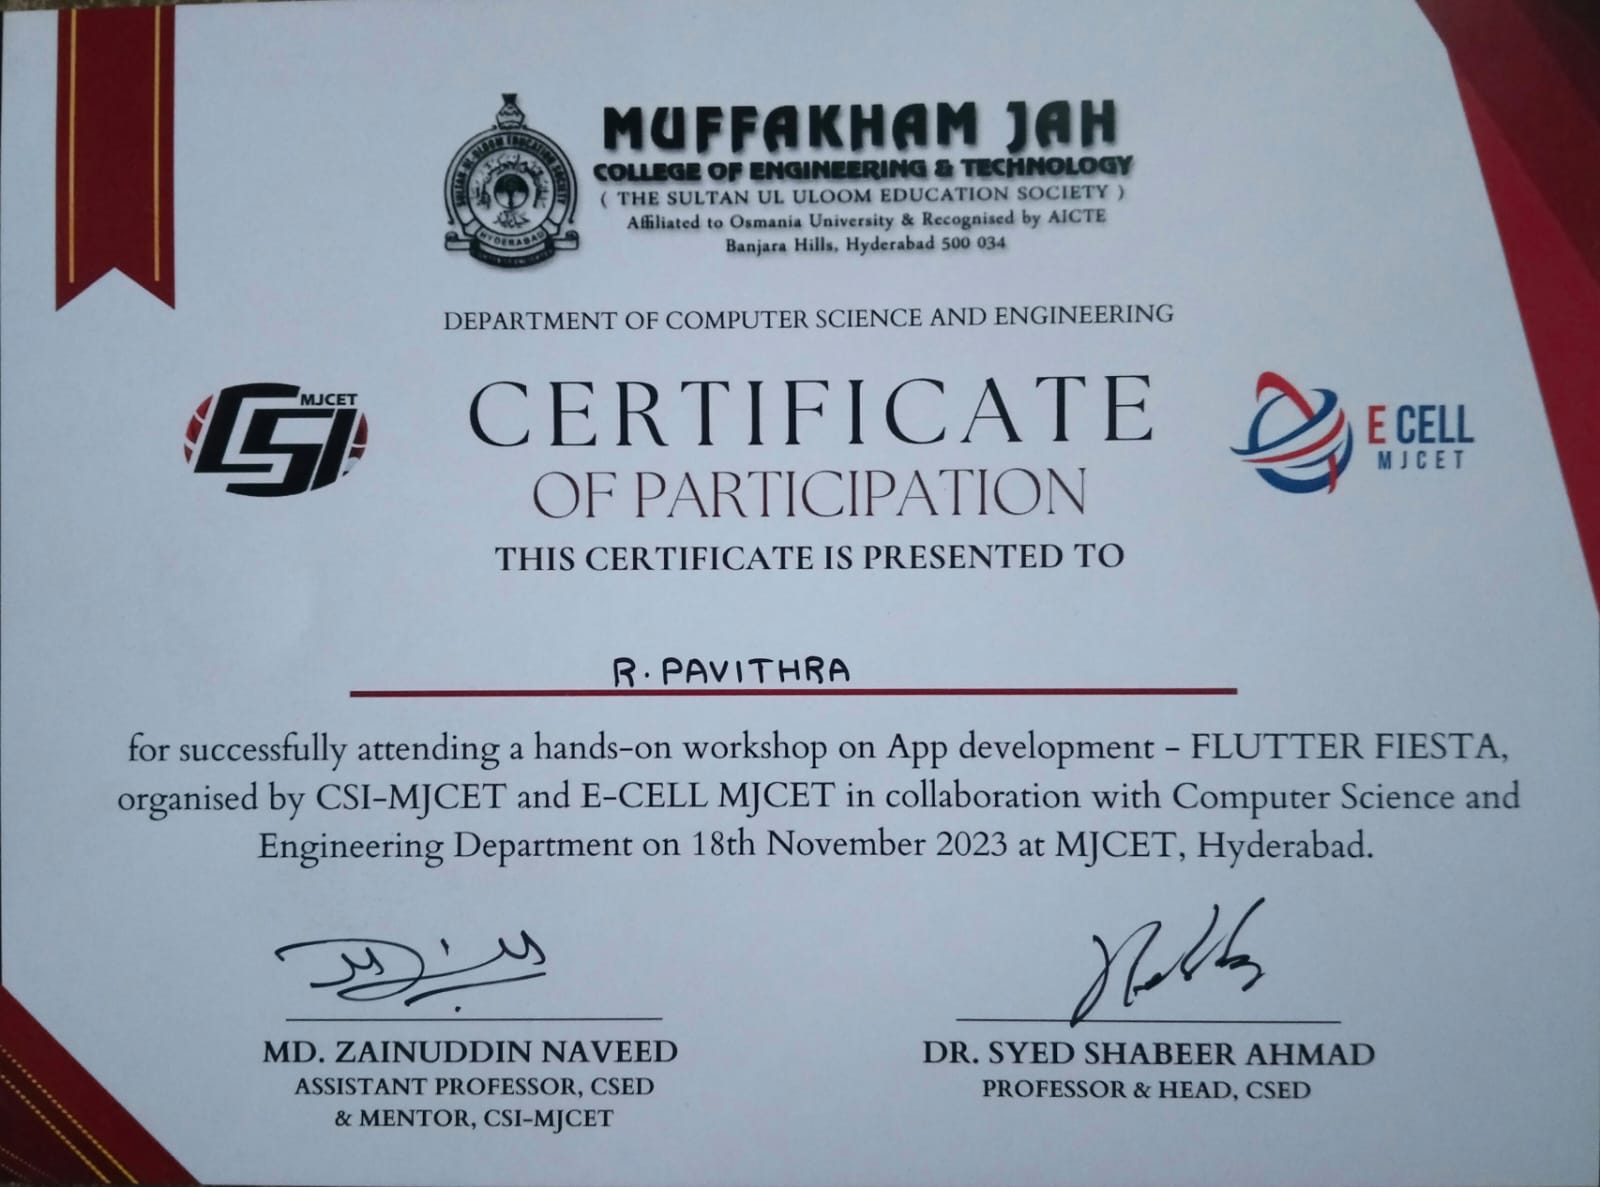 MUFFAKHAM JAH
COLLEGE OF ENGINEERING & TECHNOLOGY
( THE SULTAN UL ULOOM EDUCATION SOCIETY )
Affiliated to Osmania University & Recognised by AICTE
Banjara Hills, Hyderabad 500 034
SULTAN UL ULOOM EDUCATION SOCIETY
HYDERABAD
DEPARTMENT OF COMPUTER SCIENCE AND ENGINEERING
MJCET
CSI
CERTIFICATE
OF PARTICIPATION
E CELL
MJCET
THIS CERTIFICATE IS PRESENTED TO
R. PAVITHRA
for successfully attending a hands-on workshop on App development - FLUTTER FIESTA,
organised by CSI-MJCET and E-CELL MJCET in collaboration with Computer Science and
Engineering Department on 18th November 2023 at MJCET, Hyderabad.
MD. ZAINUDDIN NAVEED
ASSISTANT PROFESSOR, CSED
& MENTOR, CSI-MJCET
DR. SYED SHABEER AHMAD
PROFESSOR & HEAD, CSED